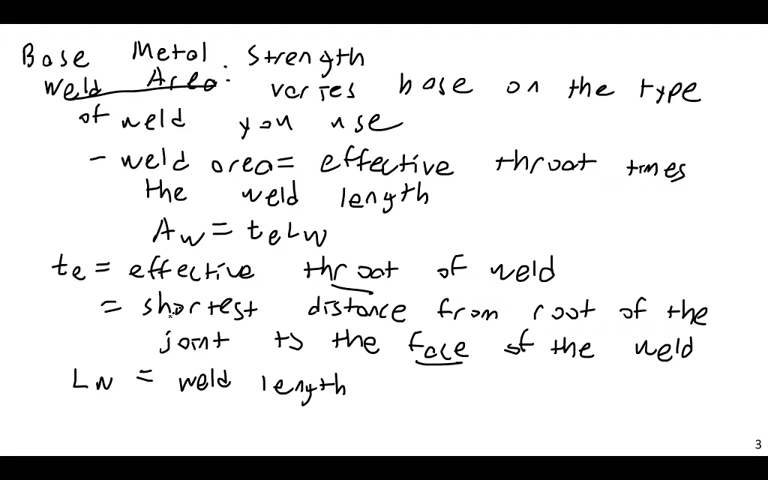 Base Metal: Strength
Weld Area: varies base on the type
of weld you use
- weld area = effective throat times
the weld length
Aw = teLw
te = effective throat of weld
= shortest distance from root of the
joint to the face of the weld
Lw = weld length
3